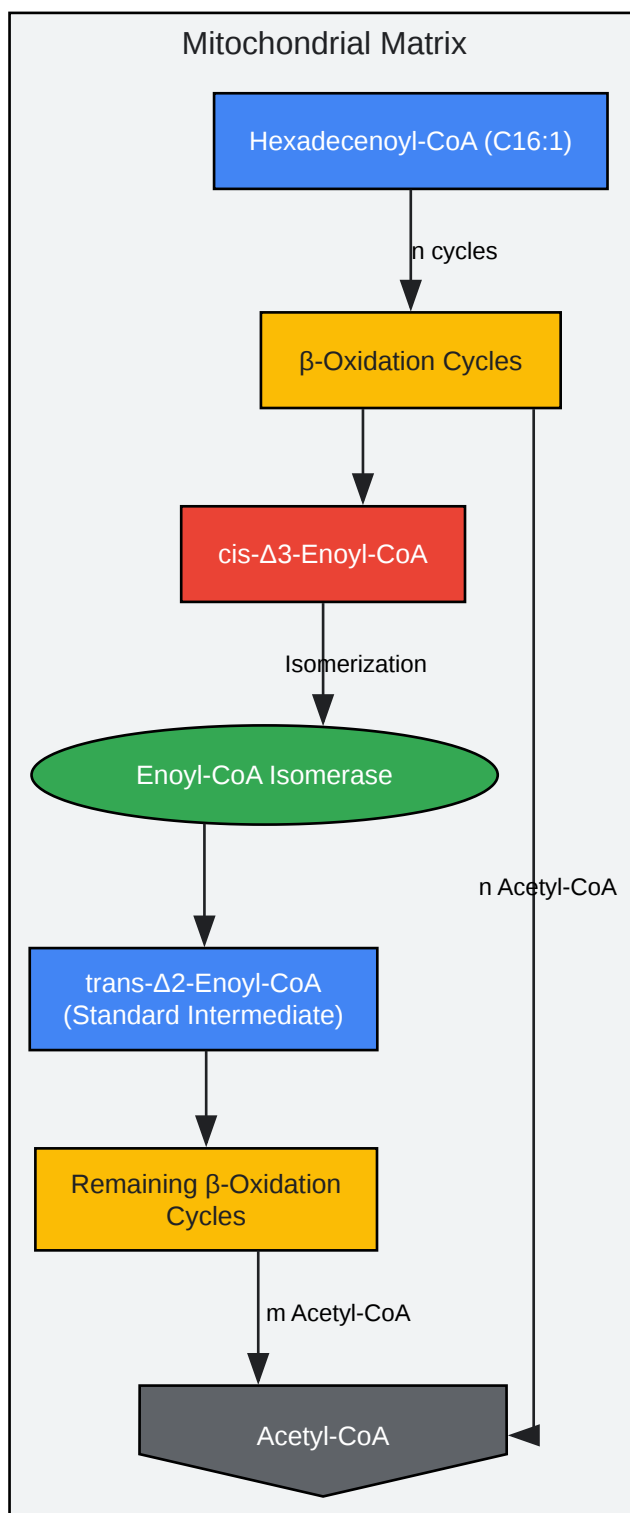 Mitochondrial Matrix
Hexadecenoyl-CoA (C16:1)
n cycles
β-Oxidation Cycles
cis-Δ3-Enoyl-CoA
Isomerization
Enoyl-CoA Isomerase
n Acetyl-CoA
trans-Δ2-Enoyl-CoA
(Standard Intermediate)
Remaining β-Oxidation
Cycles
m Acetyl-CoA
Acetyl-CoA